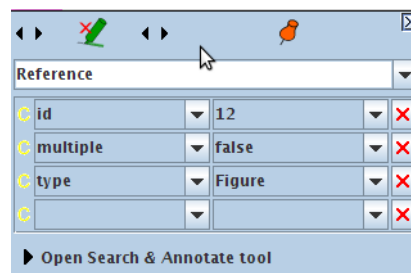 Reference
C id 12
C multiple false
C type Figure
C
Open Search & Annotate tool